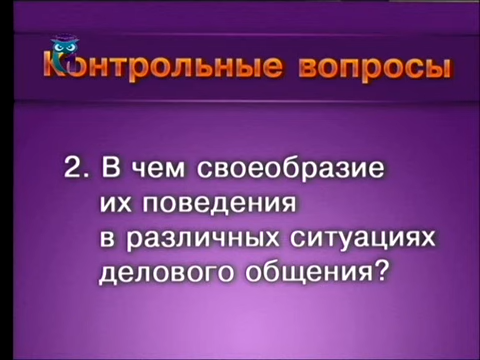 Контрольные вопросы
2. В чем своеобразие
их поведения
в различных ситуациях
делового общения?